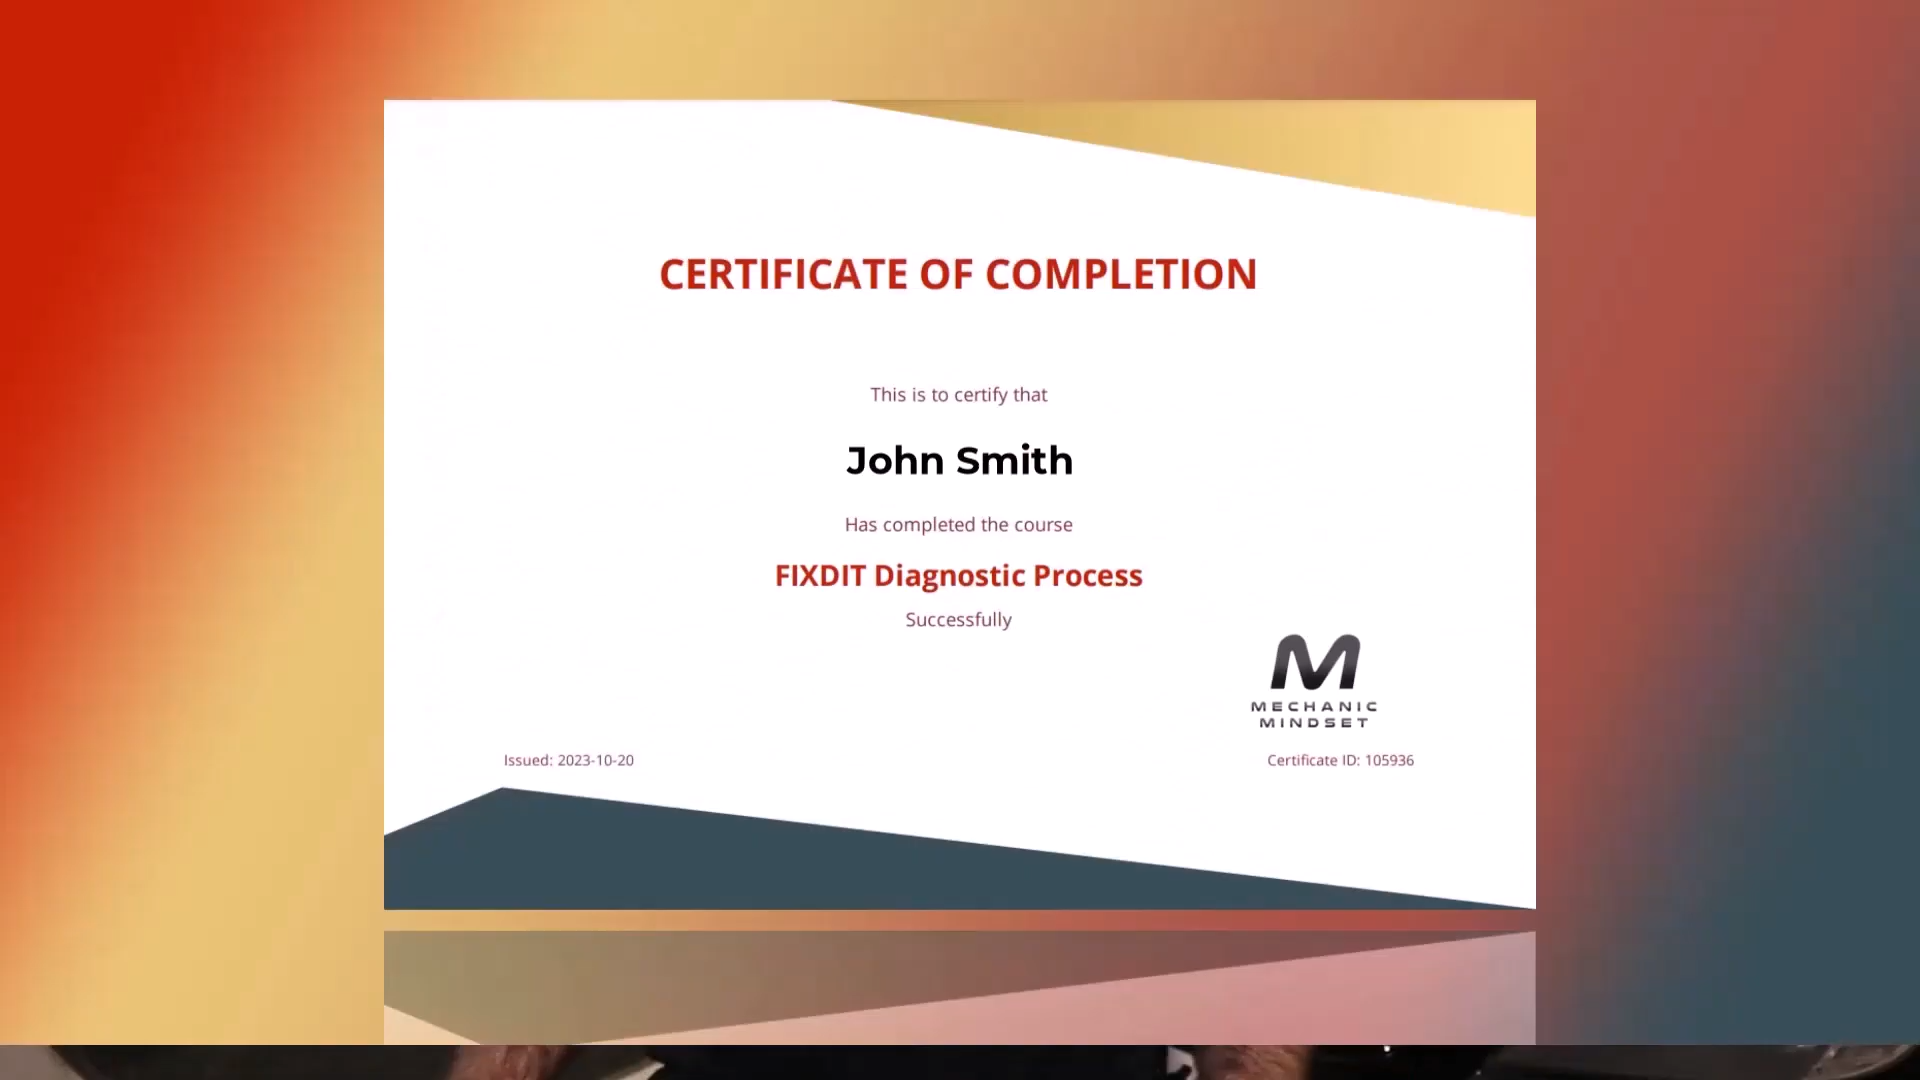 CERTIFICATE OF COMPLETION
This is to certify that
John Smith
Has completed the course
FIXDIT Diagnostic Process
Successfully
MECHANIC
MINDSET
Issued: 2023-10-20
Certificate ID: 105936